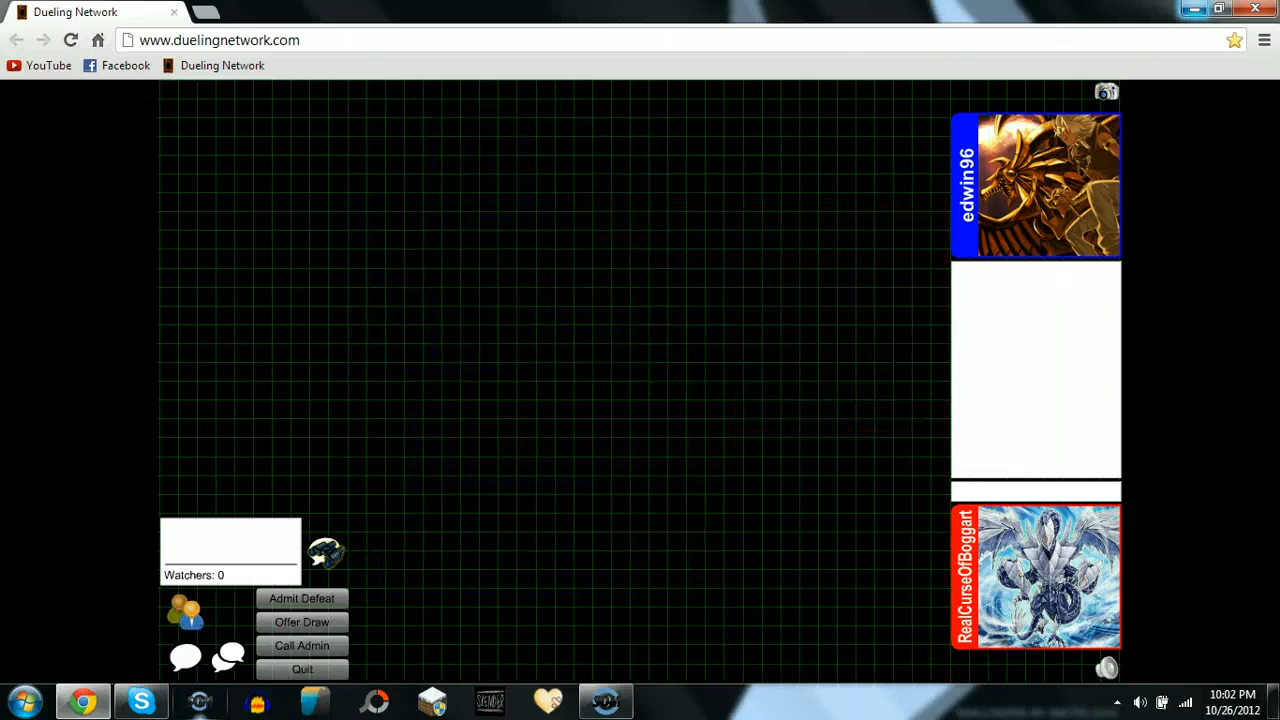 Dueling Network
www.duelingnetwork.com
YouTube
Facebook
Dueling Network
edwin96
Watchers: 0
Admit Defeat
Offer Draw
Call Admin
Quit
RealCurseOfBoggart
SLENDER
10:02 PM
10/26/2012